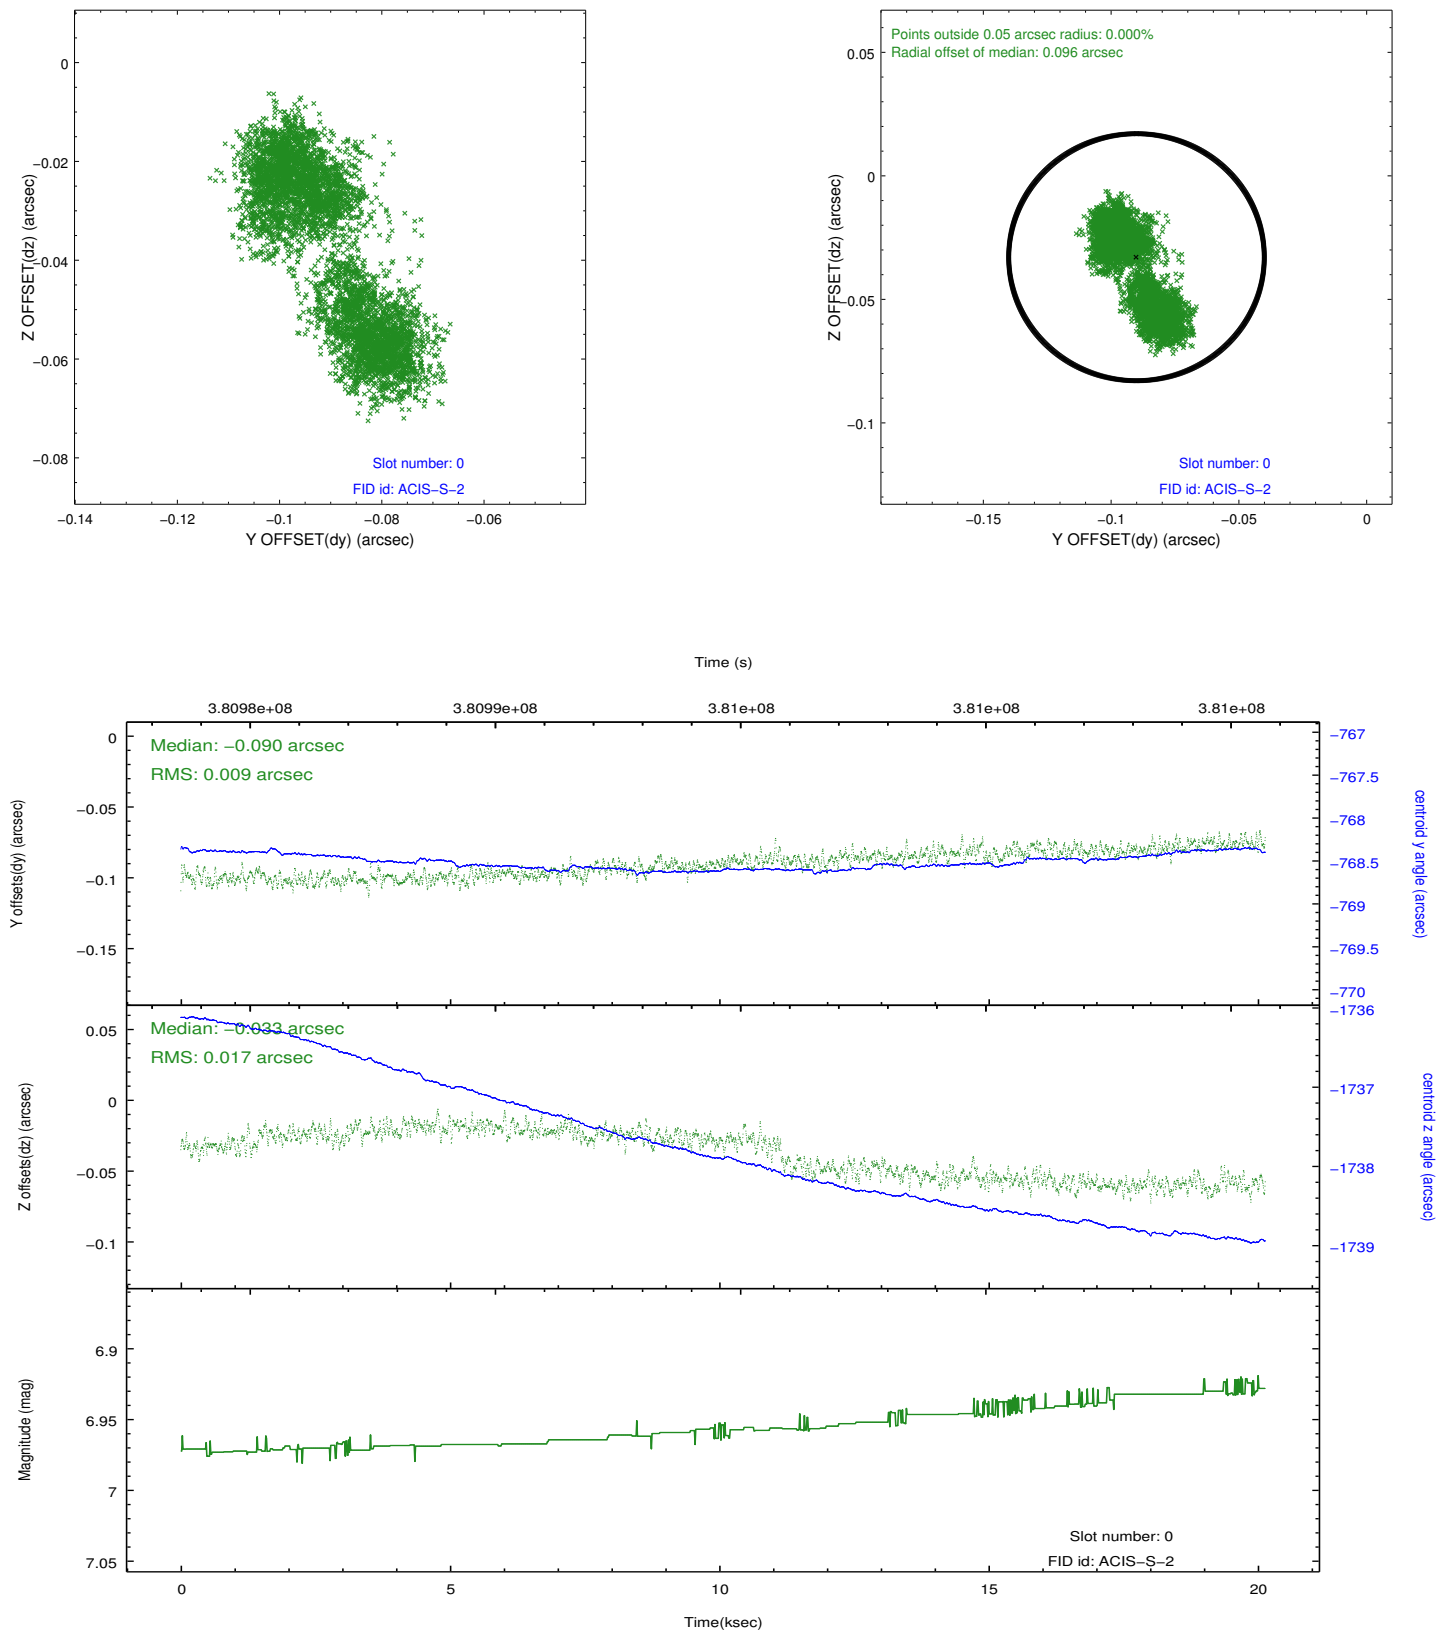 0
−0.02
−0.04
−0.06
−0.08
Z OFFSET(dz) (arcsec)
Slot number: 0
FID id: ACIS−S−2
−0.14
−0.12
−0.1
−0.08
−0.06
Y OFFSET(dy) (arcsec)
Points outside 0.05 arcsec radius: 0.000%
Radial offset of median: 0.096 arcsec
0.05
0
−0.05
−0.1
Z OFFSET(dz) (arcsec)
Slot number: 0
FID id: ACIS−S−2
−0.15
−0.1
−0.05
0
Y OFFSET(dy) (arcsec)
Time (s)
3.8098e+08
3.8099e+08
3.81e+08
3.81e+08
3.81e+08
Median: −0.090 arcsec
RMS: 0.009 arcsec
0
−0.05
−0.1
−0.15
Y offsets(dy) (arcsec)
−767
−767.5
−768
−768.5
−769
−769.5
−770
centroid y angle (arcsec)
Median: −0.033 arcsec
RMS: 0.017 arcsec
0.05
0
−0.05
−0.1
Z offsets(dz) (arcsec)
−1736
−1737
−1738
−1739
centroid z angle (arcsec)
6.9
6.95
7
7.05
Magnitude (mag)
Slot number: 0
FID id: ACIS−S−2
0
5
10
15
20
Time(ksec)